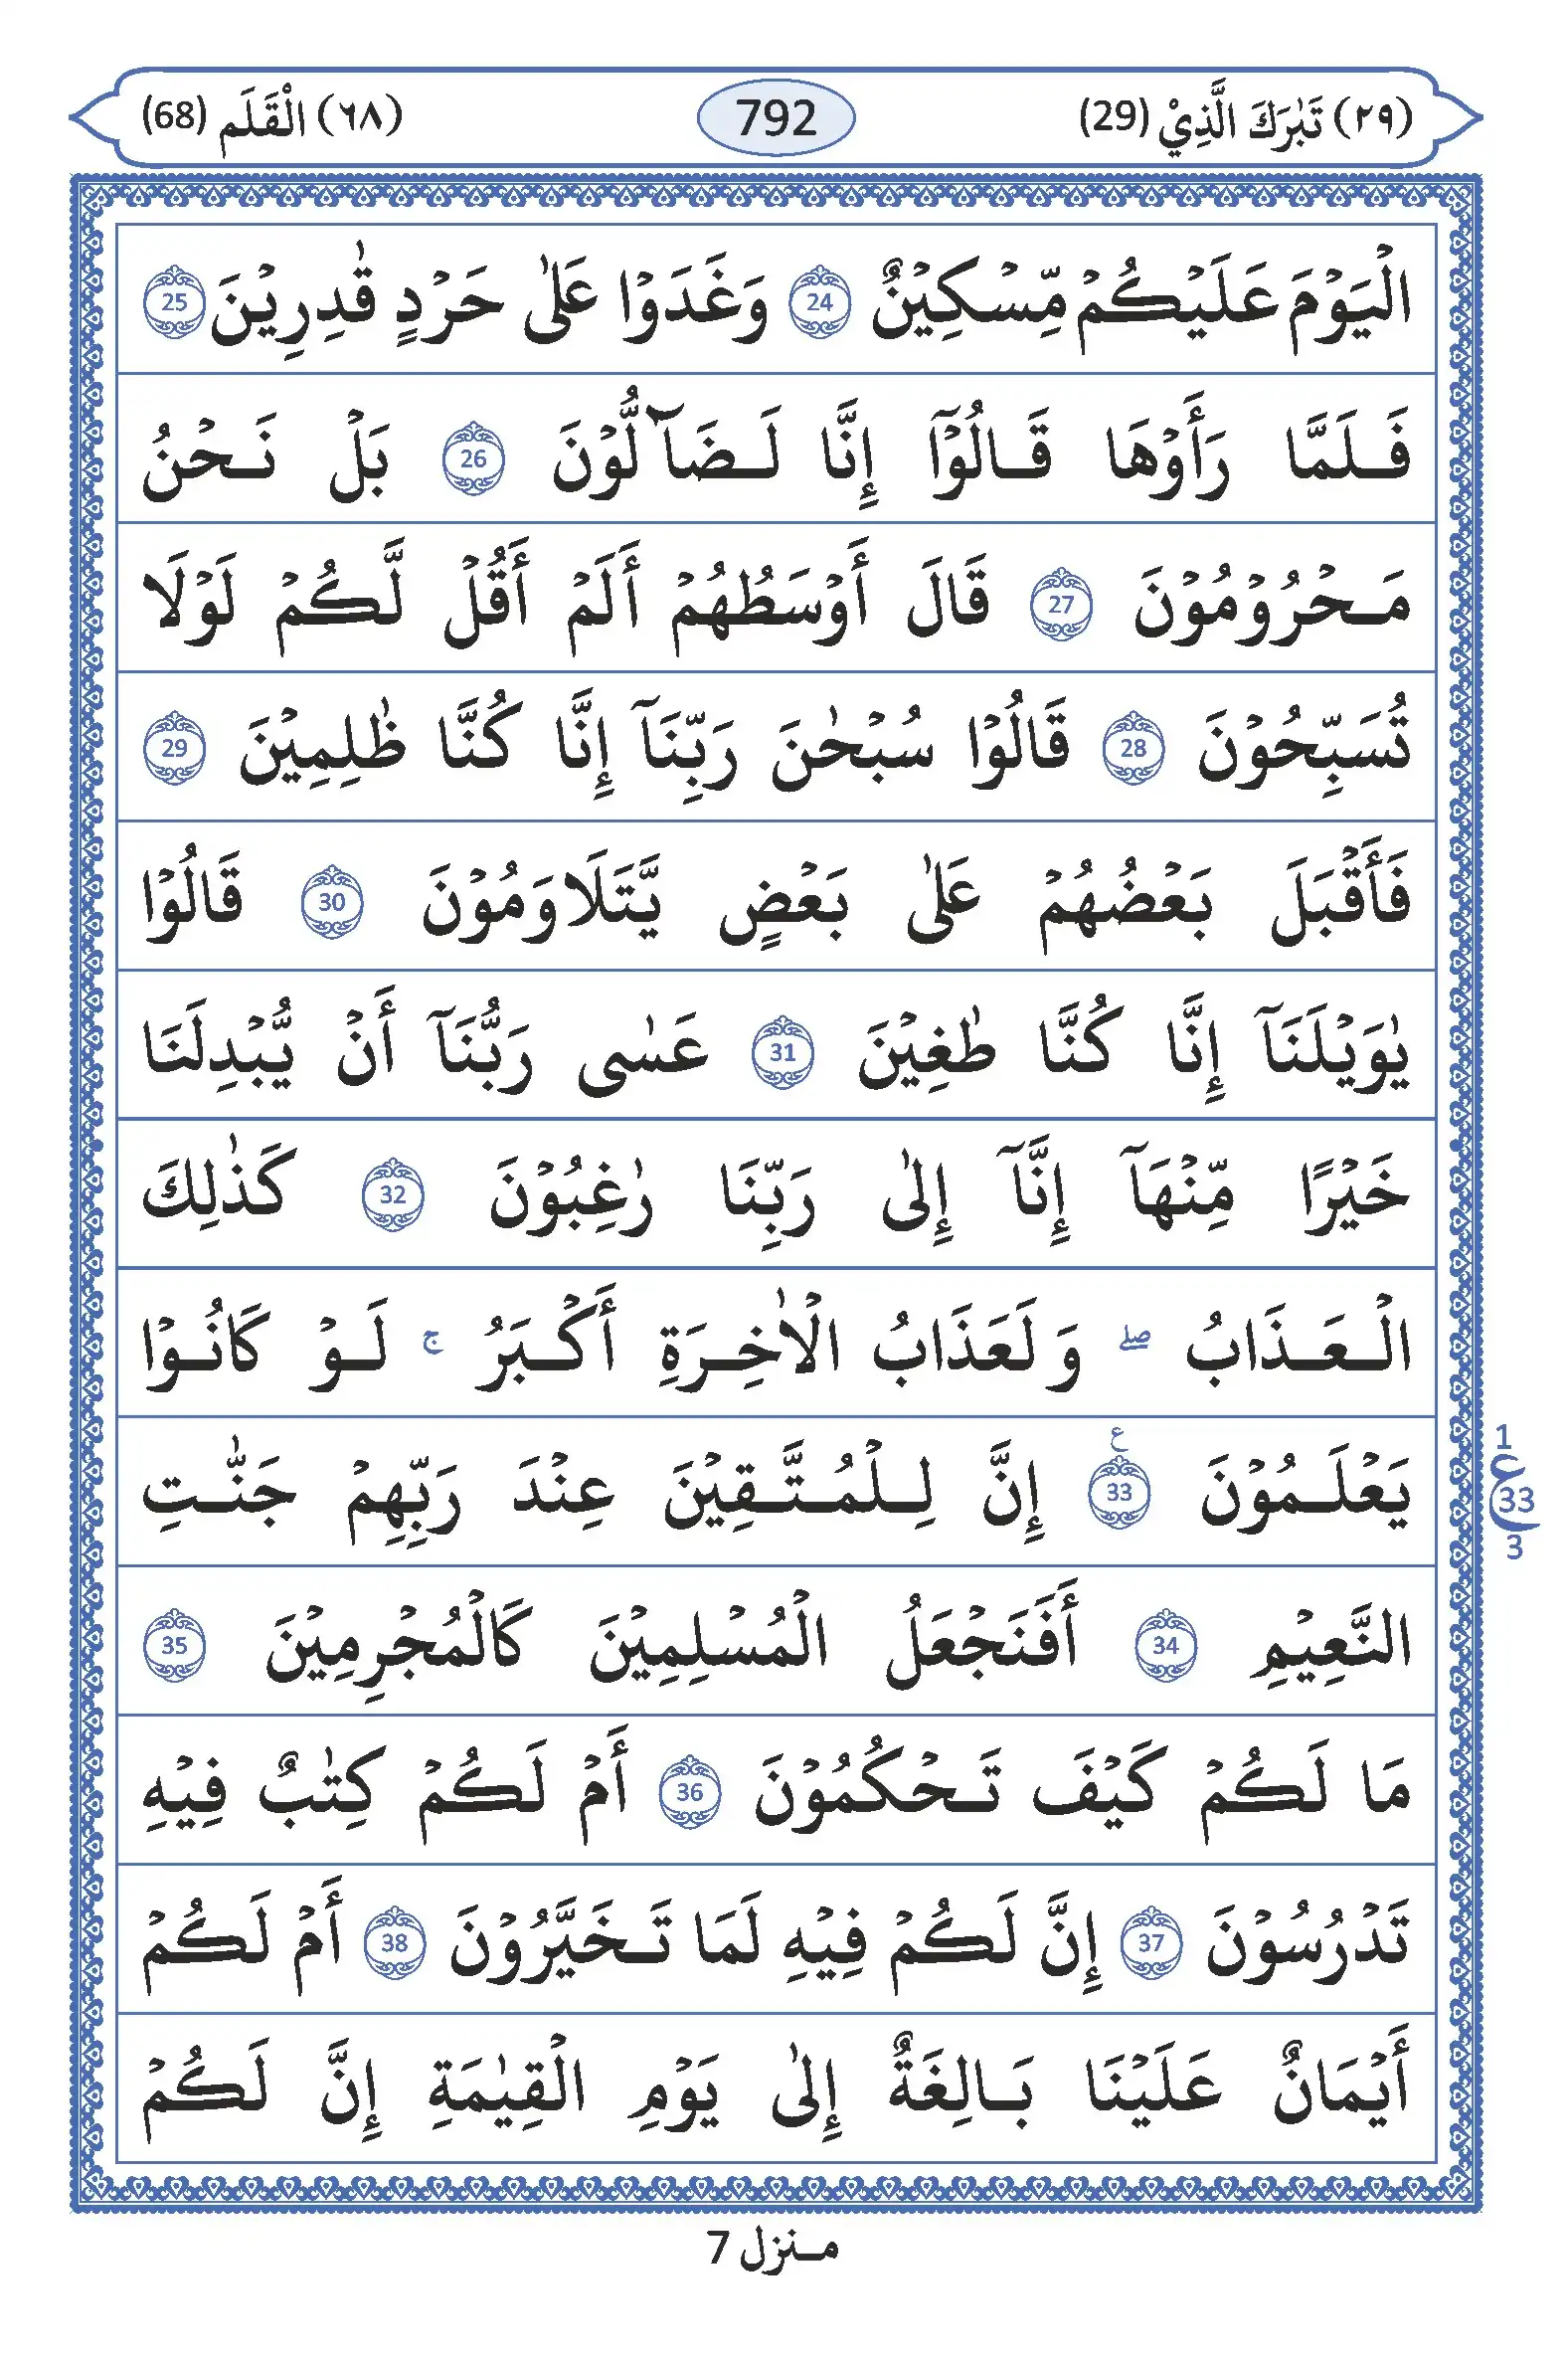 (٢٩) تَبٰرَكَ الَّذِيْ (29) 792 (٦٨) الْقَلَم (68)
الْيَوْمَ عَلَيْكُمْ مِّسْكِيْنٌ 24 وَغَدَوْا عَلٰى حَرْدٍ قٰدِرِيْنَ 25
فَلَمَّا رَأَوْهَا قَالُوْٓا إِنَّا لَضَآلُّوْنَ 26 بَلْ نَحْنُ
مَحْرُوْمُوْنَ 27 قَالَ أَوْسَطُهُمْ أَلَمْ أَقُلْ لَّكُمْ لَوْلَا
تُسَبِّحُوْنَ 28 قَالُوْا سُبْحٰنَ رَبِّنَآ إِنَّا كُنَّا ظٰلِمِيْنَ 29
فَأَقْبَلَ بَعْضُهُمْ عَلٰى بَعْضٍ يَّتَلَاوَمُوْنَ 30 قَالُوْا
يٰوَيْلَنَآ إِنَّا كُنَّا طٰغِيْنَ 31 عَسٰى رَبُّنَآ أَنْ يُّبْدِلَنَا
خَيْرًا مِّنْهَآ إِنَّآ إِلٰى رَبِّنَا رٰغِبُوْنَ 32 كَذٰلِكَ
الْعَذَابُ ۖ وَلَعَذَابُ الْاٰخِرَةِ أَكْبَرُ ۚ لَوْ كَانُوْا
يَعْلَمُوْنَ 33 ع إِنَّ لِلْمُتَّقِيْنَ عِنْدَ رَبِّهِمْ جَنّٰتِ
1
ع 33
3
النَّعِيْمِ 34 أَفَنَجْعَلُ الْمُسْلِمِيْنَ كَالْمُجْرِمِيْنَ 35
مَا لَكُمْ كَيْفَ تَحْكُمُوْنَ 36 أَمْ لَكُمْ كِتٰبٌ فِيْهِ
تَدْرُسُوْنَ 37 إِنَّ لَكُمْ فِيْهِ لَمَا تَخَيَّرُوْنَ 38 أَمْ لَكُمْ
أَيْمَانٌ عَلَيْنَا بَالِغَةٌ إِلٰى يَوْمِ الْقِيٰمَةِ إِنَّ لَكُمْ
منزل 7